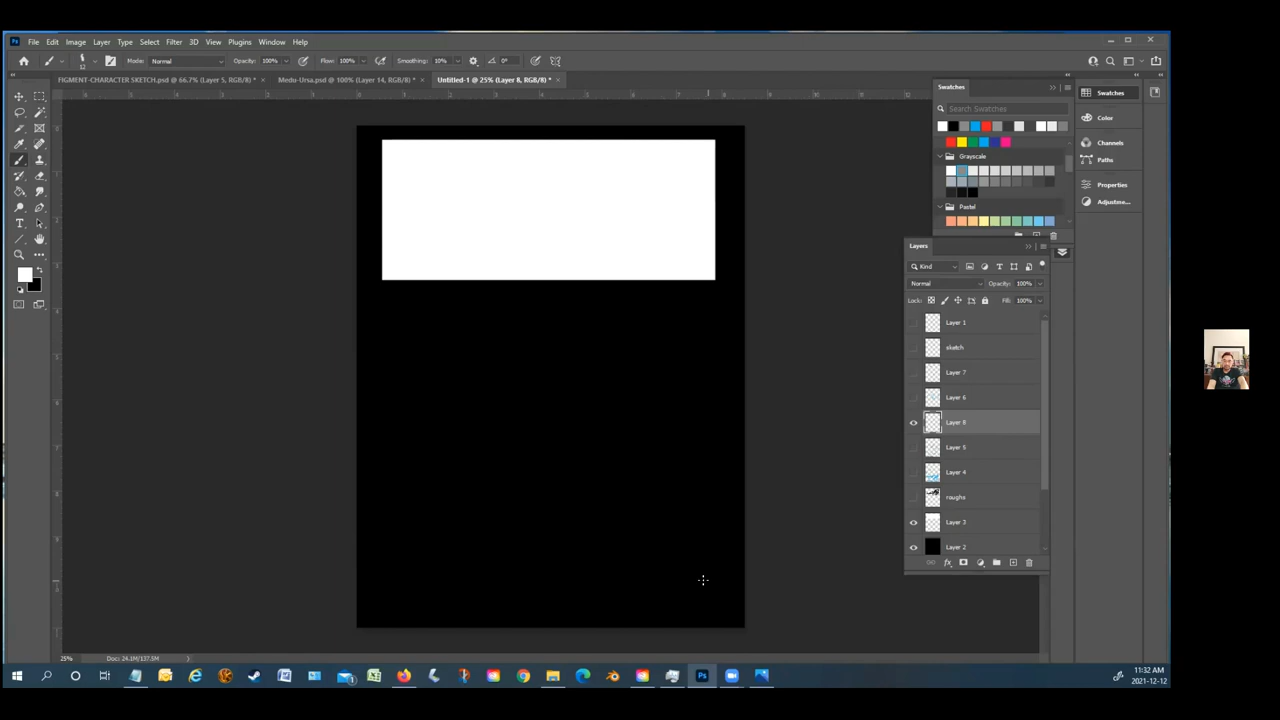 Ps File Edit Image Layer Type Select Filter 3D View Plugins Window Help
12 Mode: Normal Opacity: 100% Flow: 100% Smoothing: 10% 0°
FIGMENT-CHARACTER SKETCH.psd @ 66.7% (Layer 5, RGB/8) * × Medu-Ursa.psd @ 100% (Layer 14, RGB/8) * × Untitled-1 @ 25% (Layer 8, RGB/8) * ×
Swatches
Search Swatches
Grayscale
Pastel
Swatches
Color
Channels
Paths
Properties
Adjustme...
Layers
Kind
Normal Opacity: 100%
Lock: Fill: 100%
Layer 1
sketch
Layer 7
Layer 6
Layer 8
Layer 5
Layer 4
roughs
Layer 3
Layer 2
25% Doc: 24.1M/137.5M
11:32 AM
2021-12-12